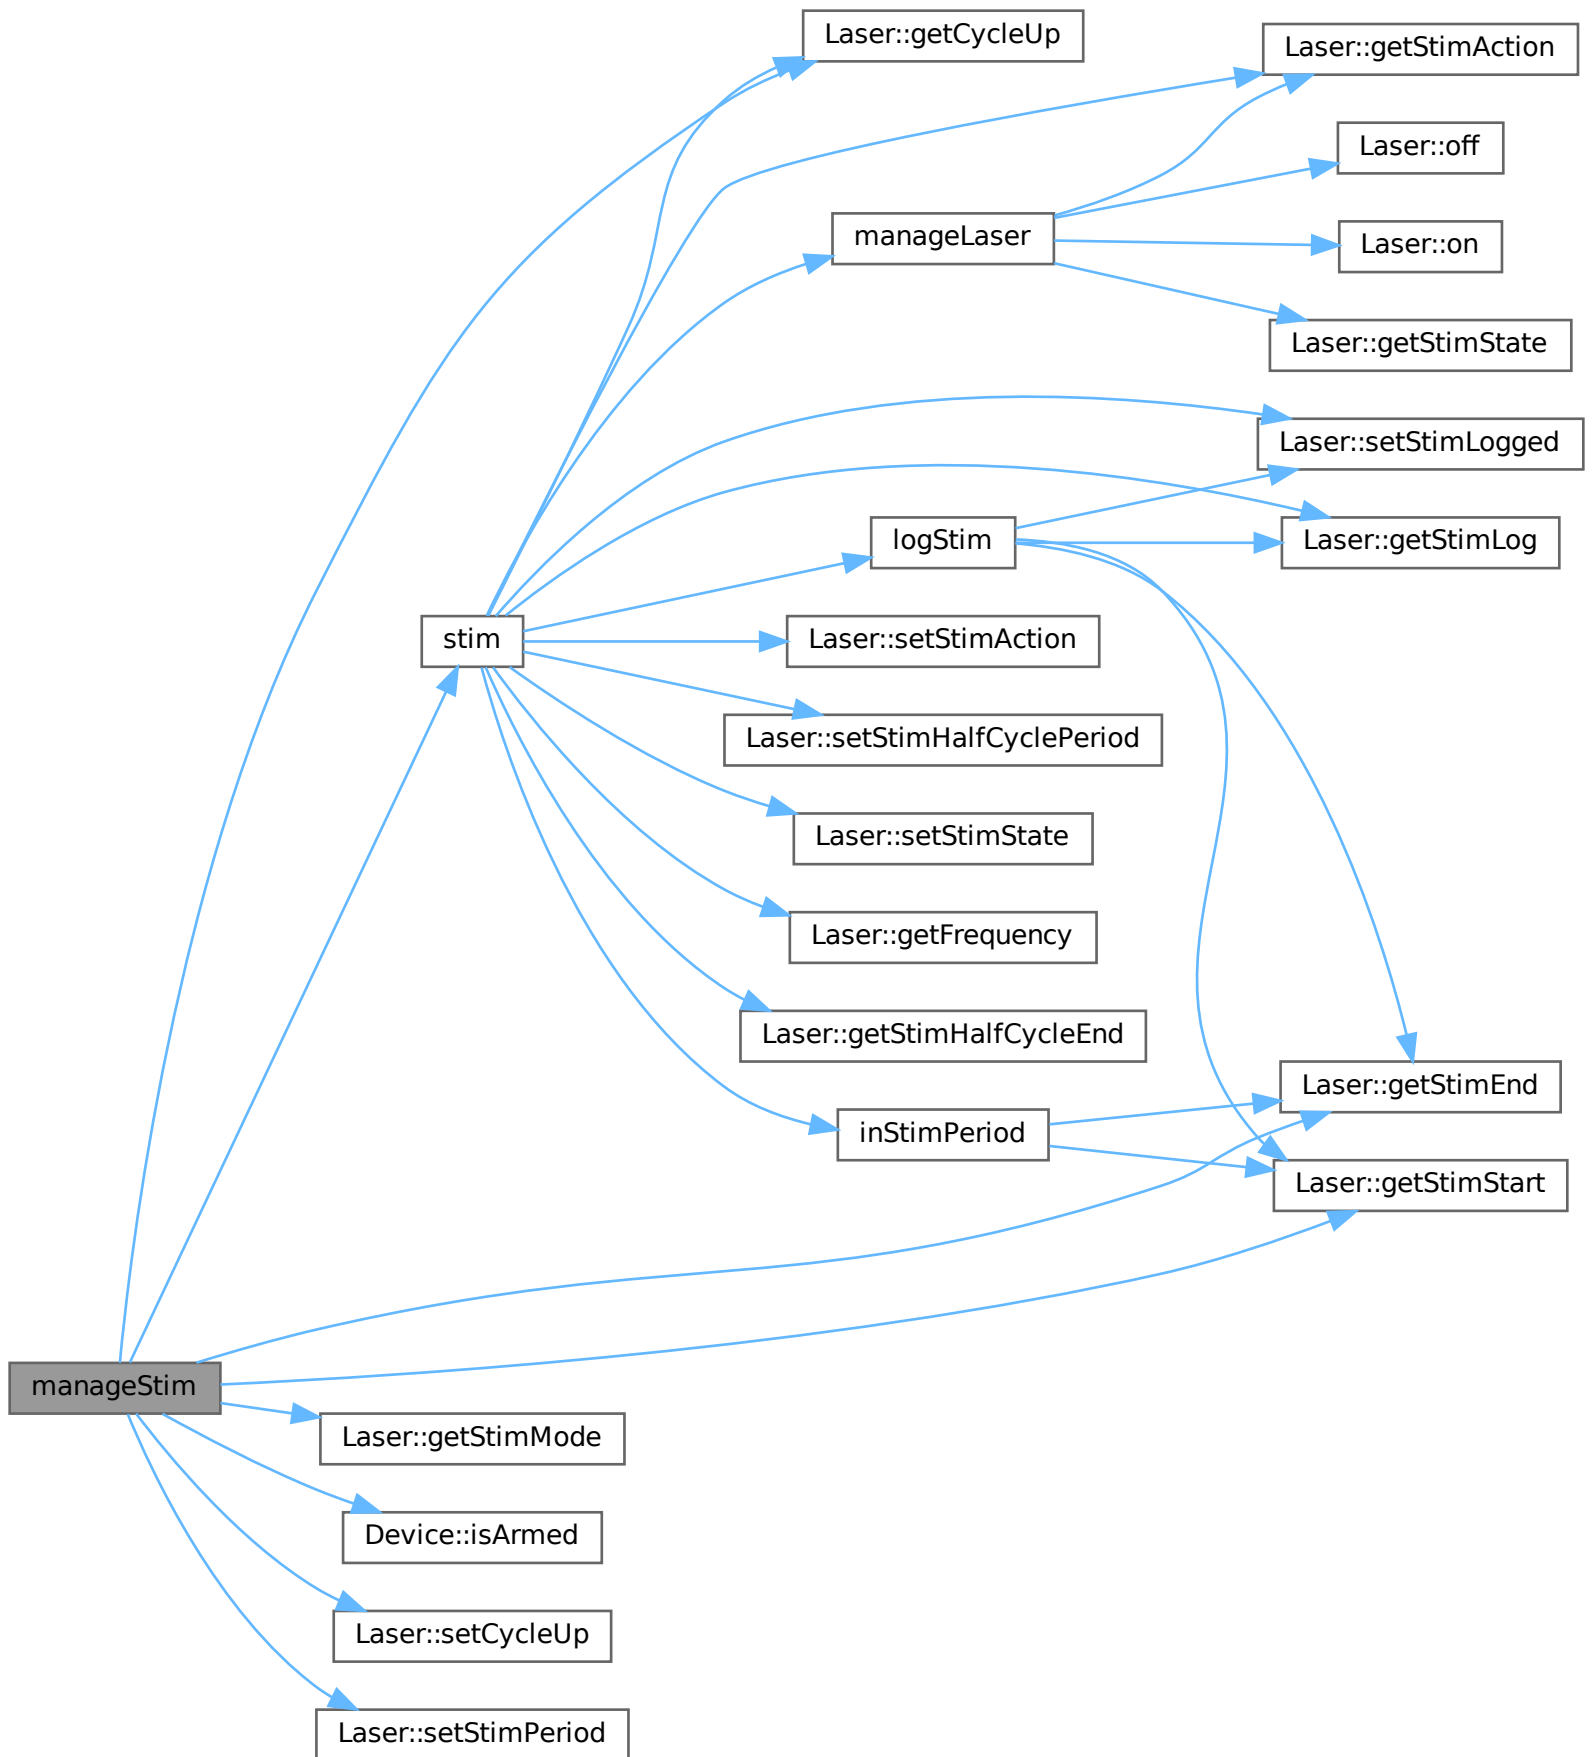 Laser::getCycleUp
Laser::getStimAction
Laser::off
manageLaser
Laser::on
Laser::getStimState
Laser::setStimLogged
logStim
Laser::getStimLog
stim
Laser::setStimAction
Laser::setStimHalfCyclePeriod
Laser::setStimState
Laser::getFrequency
Laser::getStimHalfCycleEnd
Laser::getStimEnd
inStimPeriod
Laser::getStimStart
manageStim
Laser::getStimMode
Device::isArmed
Laser::setCycleUp
Laser::setStimPeriod